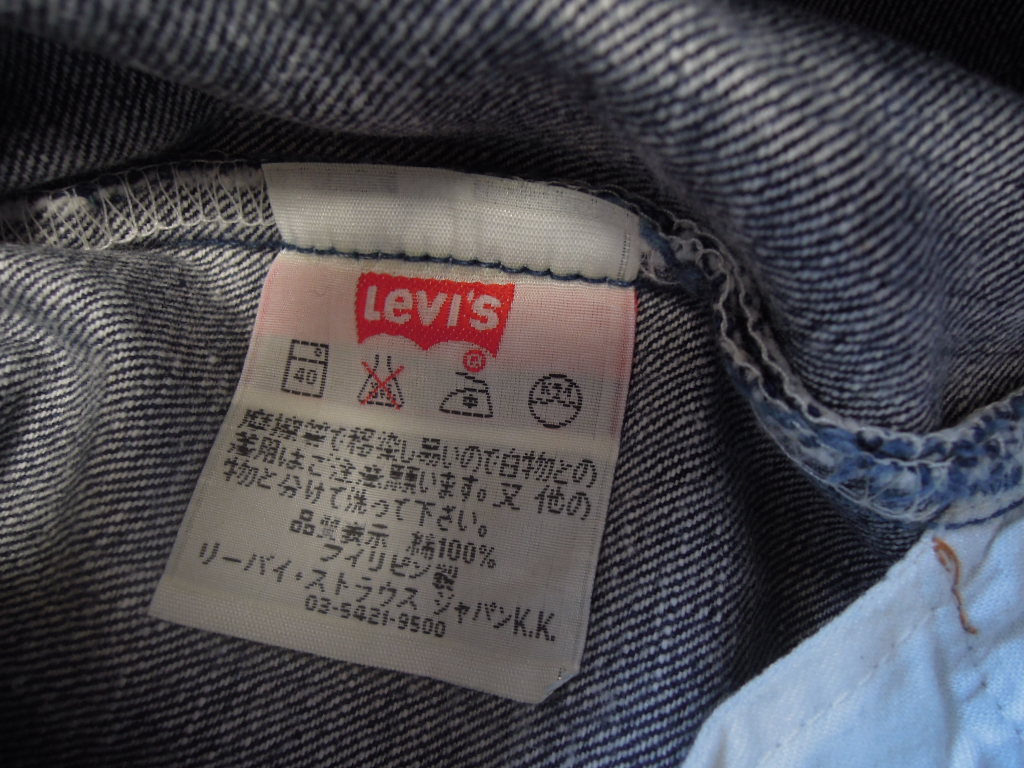 LEVI'S
40
摩擦等で移染し易いので白物との
兼用はご注意願います。又 他の
物と分けて洗って下さい。
品質表示 綿100%
フィリピン製
リーバイ・ストラウス ジャパンK.K.
03-5421-9500